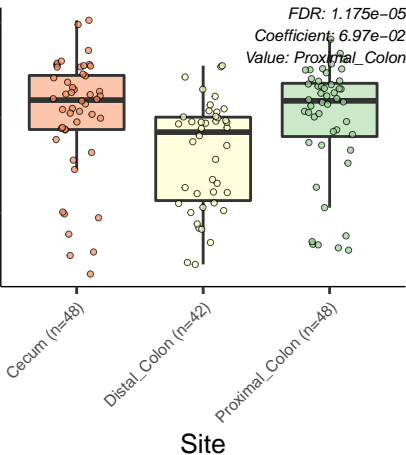 FDR: 1.175e−05
Coefficient: 6.97e−02
Value: Proximal_Colon
Cecum (n=48)
Distal_Colon (n=42)
Proximal_Colon (n=48)
Site